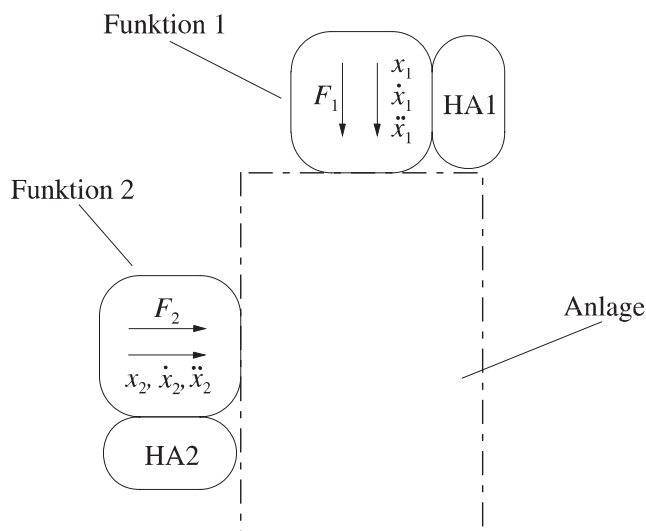 Funktion 1
F₁
x₁
ẋ₁
ẍ₁
HA1
Funktion 2
F₂
x₂, ẋ₂, ẍ₂
HA2
Anlage